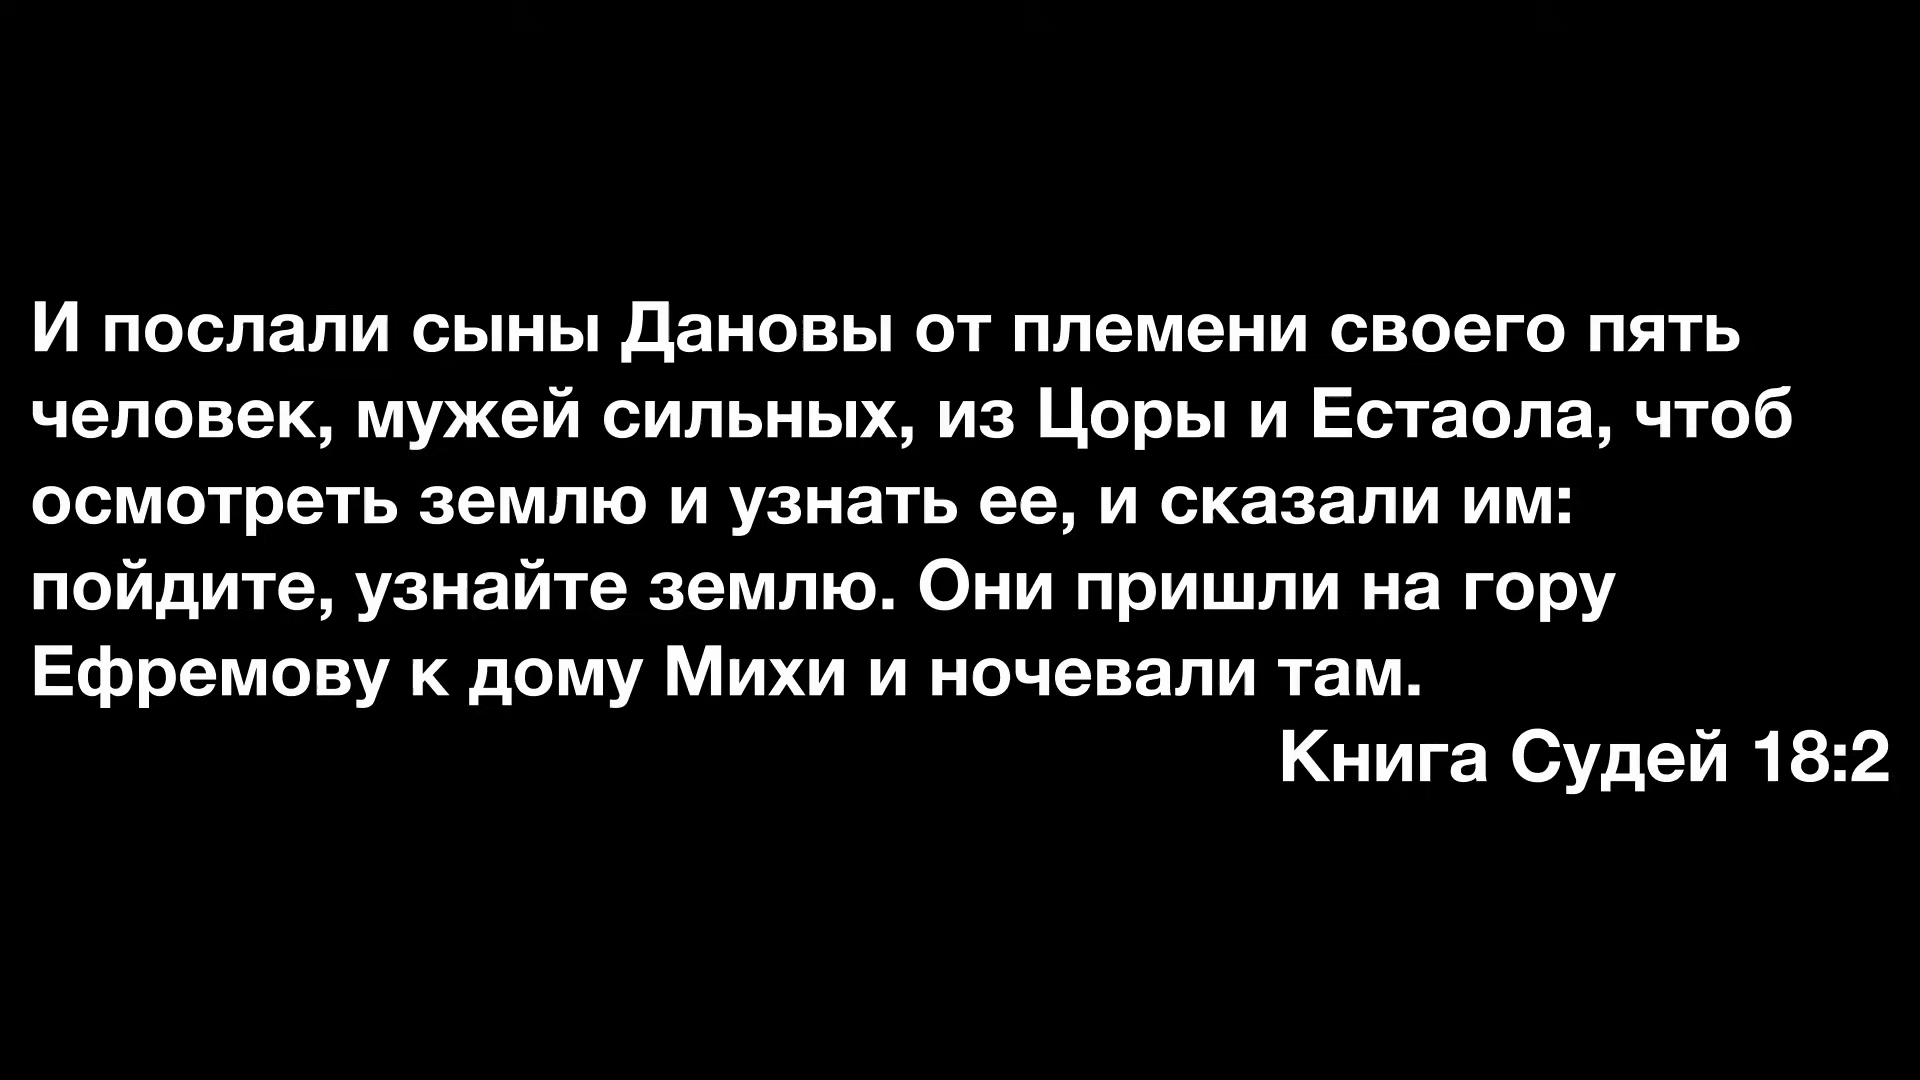 И послали сыны Дановы от племени своего пять
человек, мужей сильных, из Цоры и Естаола, чтоб
осмотреть землю и узнать ее, и сказали им:
пойдите, узнайте землю. Они пришли на гору
Ефремову к дому Михи и ночевали там.
Книга Судей 18:2